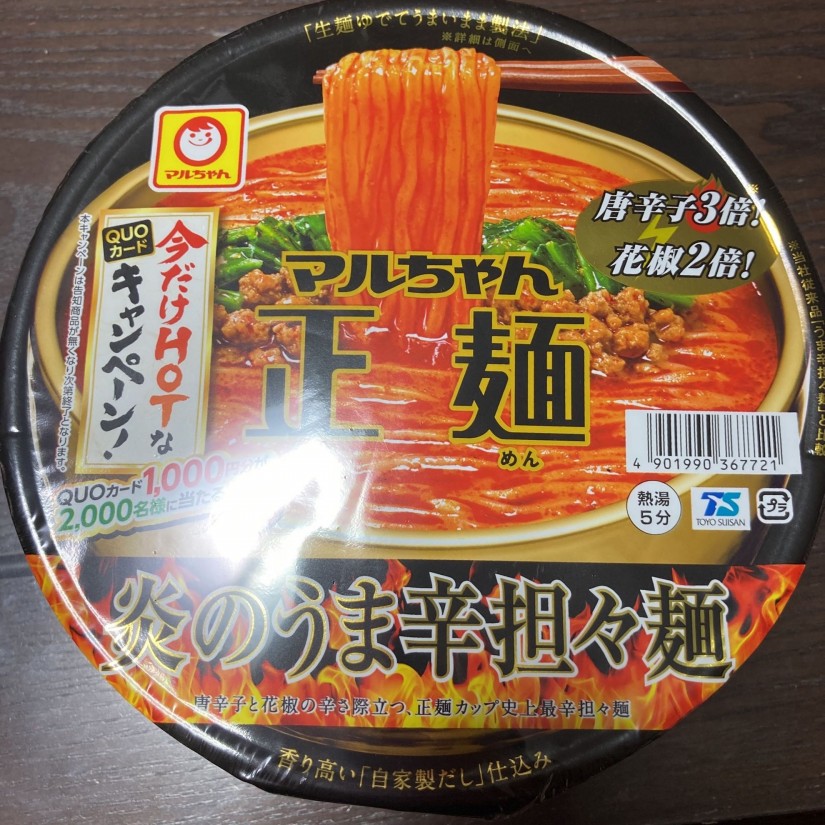 「生麺ゆでてうまいまま製法」
※詳細は側面へ
マルちゃん
唐辛子3倍!
花椒2倍!
QUO
カード
今だけHOTな
キャンペーン!
本キャンペーンは告知商品が無くなり次第終了となります。
マルちゃん
正麺
めん
4 901990 367721
QUOカード1,000円
2,000名様に当たる
熱湯
5分
TS
TOYO SUISAN
プラ
炎のうま辛担々麺
唐辛子と花椒の辛さ際立つ、正麺カップ史上最辛担々麺
香り高い「自家製だし」仕込み